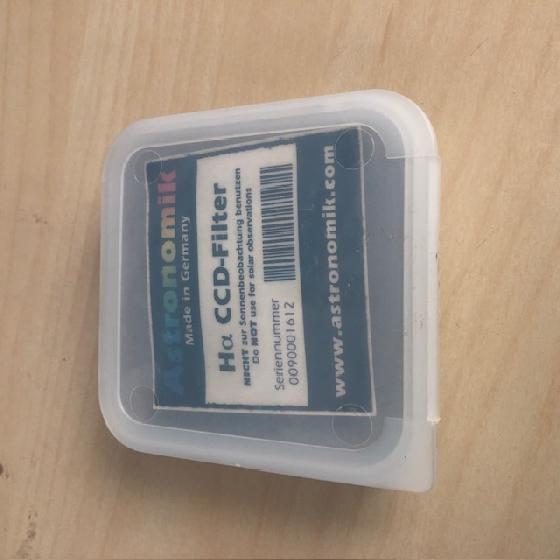 Astronomik
Made in Germany
Hα CCD-Filter
NICHT zur Sonnenbeobachtung benutzen
Do NOT use for solar observations
Seriennummer
0090001612
www.astronomik.com